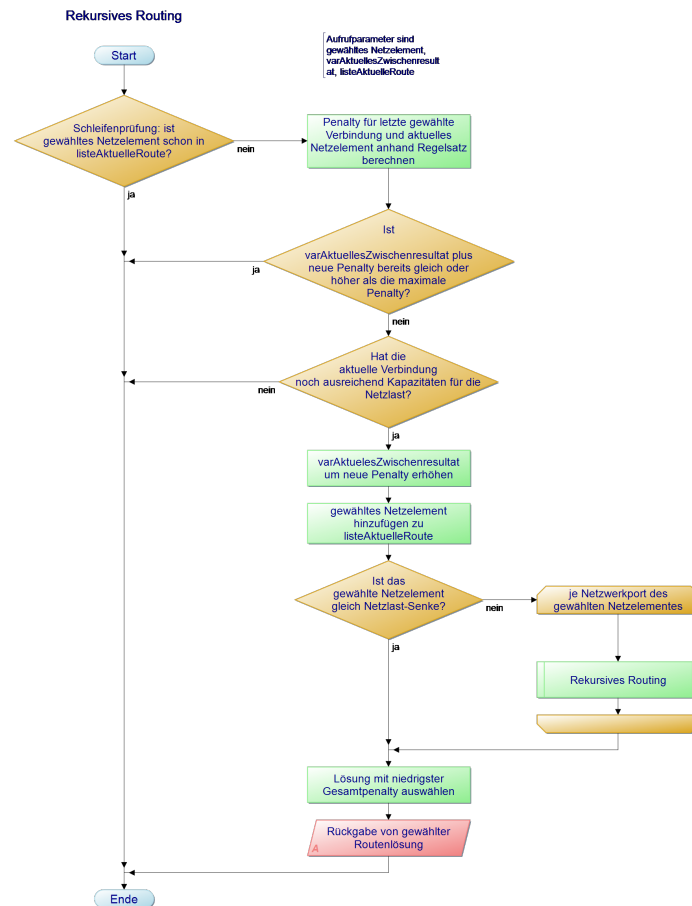 Rekursives Routing
Aufrufparameter sind
gewähltes Netzelement,
varAktuellesZwischenresult
at, listeAktuelleRoute
Start
Schleifenprüfung: ist
gewähltes Netzelement schon in
listeAktuelleRoute?
nein
ja
Penalty für letzte gewählte
Verbindung und aktuelles
Netzelement anhand Regelsatz
berechnen
Ist
varAktuellesZwischenresultat plus
neue Penalty bereits gleich oder
höher als die maximale
Penalty?
ja
nein
Hat die
aktuelle Verbindung
noch ausreichend Kapazitäten für die
Netzlast?
nein
ja
varAktuelesZwischenresultat
um neue Penalty erhöhen
gewähltes Netzelement
hinzufügen zu
listeAktuelleRoute
Ist das
gewählte Netzelement
gleich Netzlast-Senke?
nein
ja
je Netzwerkport des
gewählten Netzelementes
Rekursives Routing
Lösung mit niedrigster
Gesamtpenalty auswählen
Rückgabe von gewählter
Routenlösung
A
Ende